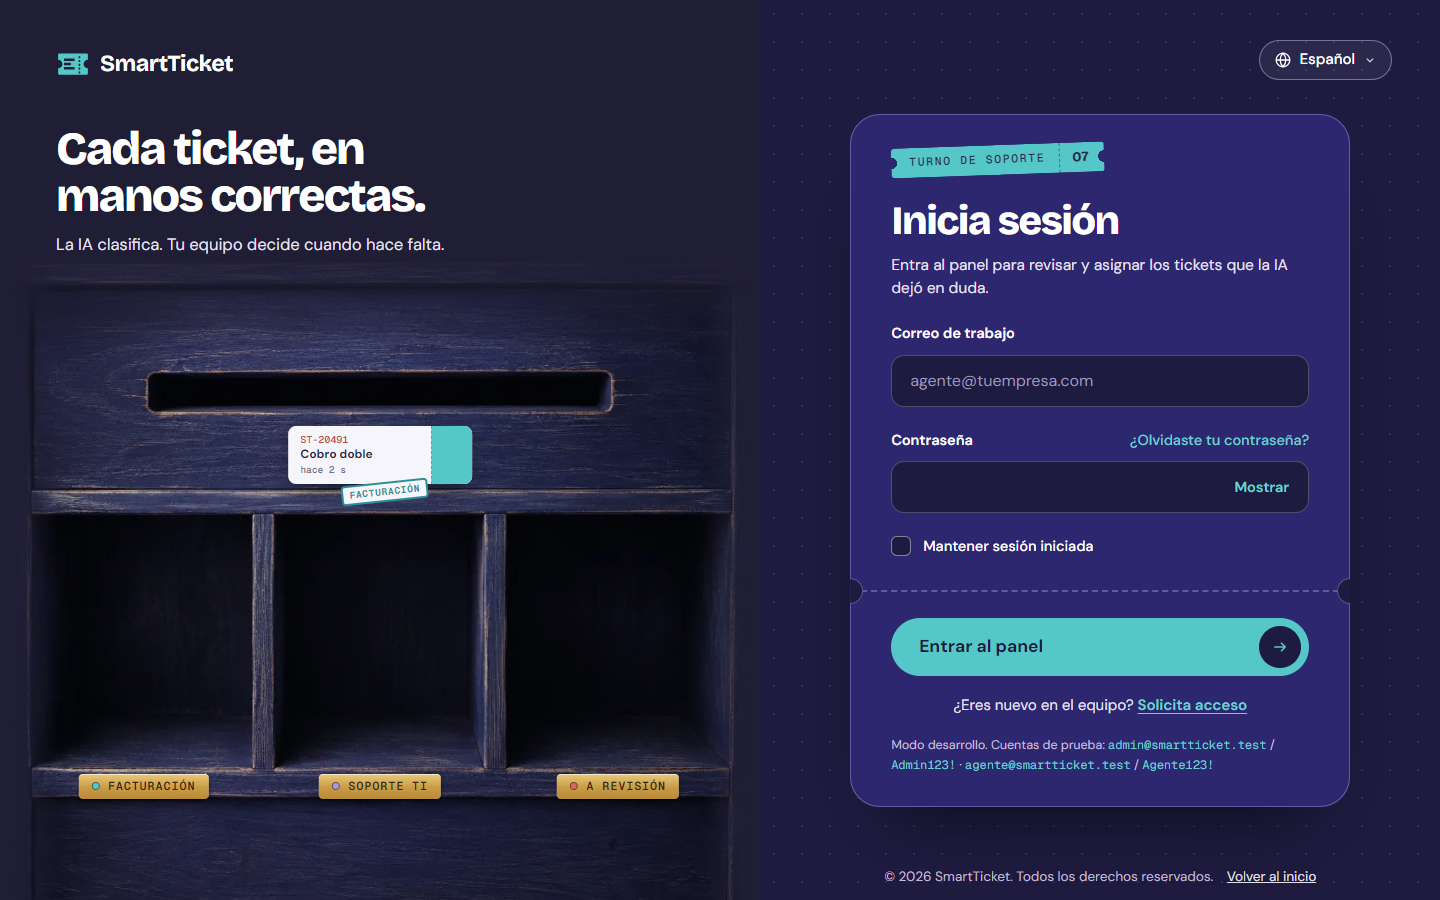 SmartTicket
Español
Cada ticket, en
manos correctas.
La IA clasifica. Tu equipo decide cuando hace falta.
ST-20491
Cobro doble
hace 2 s
FACTURACIÓN
FACTURACIÓN
SOPORTE TI
A REVISIÓN
TURNO DE SOPORTE 07
Inicia sesión
Entra al panel para revisar y asignar los tickets que la IA
dejó en duda.
Correo de trabajo
agente@tuempresa.com
Contraseña
¿Olvidaste tu contraseña?
Mostrar
Mantener sesión iniciada
Entrar al panel
¿Eres nuevo en el equipo? Solicita acceso
Modo desarrollo. Cuentas de prueba: admin@smartticket.test /
Admin123! · agente@smartticket.test / Agente123!
© 2026 SmartTicket. Todos los derechos reservados. Volver al inicio